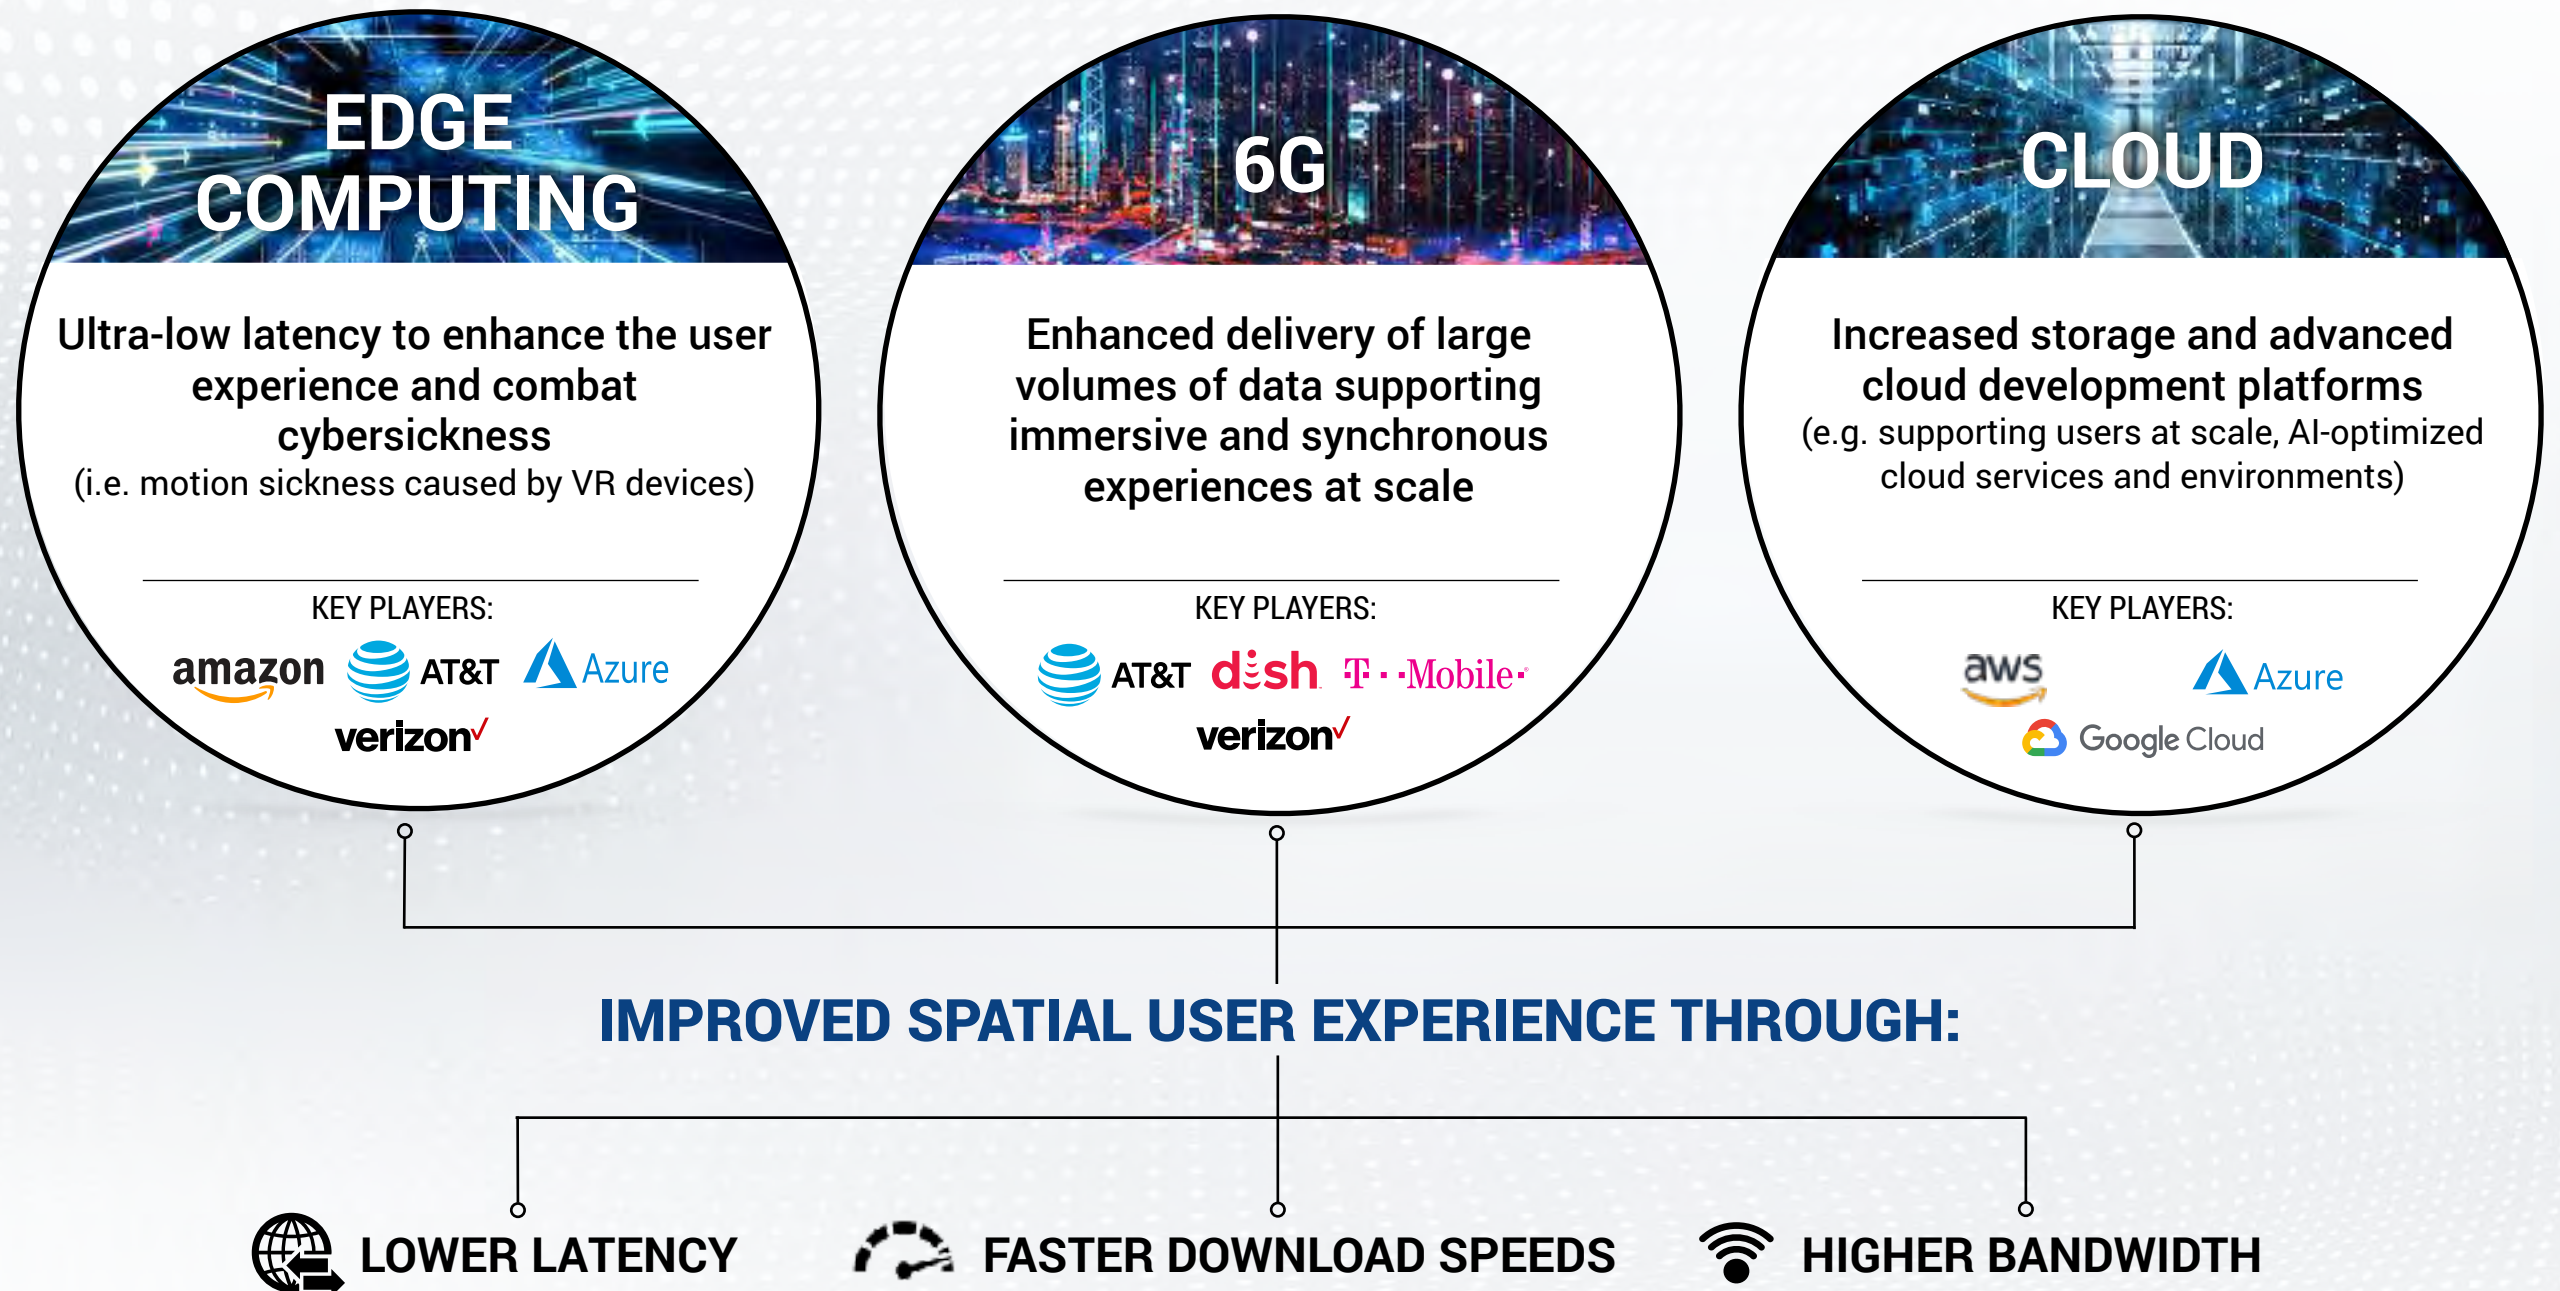 EDGE
COMPUTING
Ultra-low latency to enhance the user
experience and combat
cybersickness
(i.e. motion sickness caused by VR devices)
KEY PLAYERS:
amazon AT&T Azure
verizon
6G
Enhanced delivery of large
volumes of data supporting
immersive and synchronous
experiences at scale
KEY PLAYERS:
AT&T dish T Mobile
verizon
CLOUD
Increased storage and advanced
cloud development platforms
(e.g. supporting users at scale, AI-optimized
cloud services and environments)
KEY PLAYERS:
aws Azure
Google Cloud
IMPROVED SPATIAL USER EXPERIENCE THROUGH:
LOWER LATENCY FASTER DOWNLOAD SPEEDS HIGHER BANDWIDTH